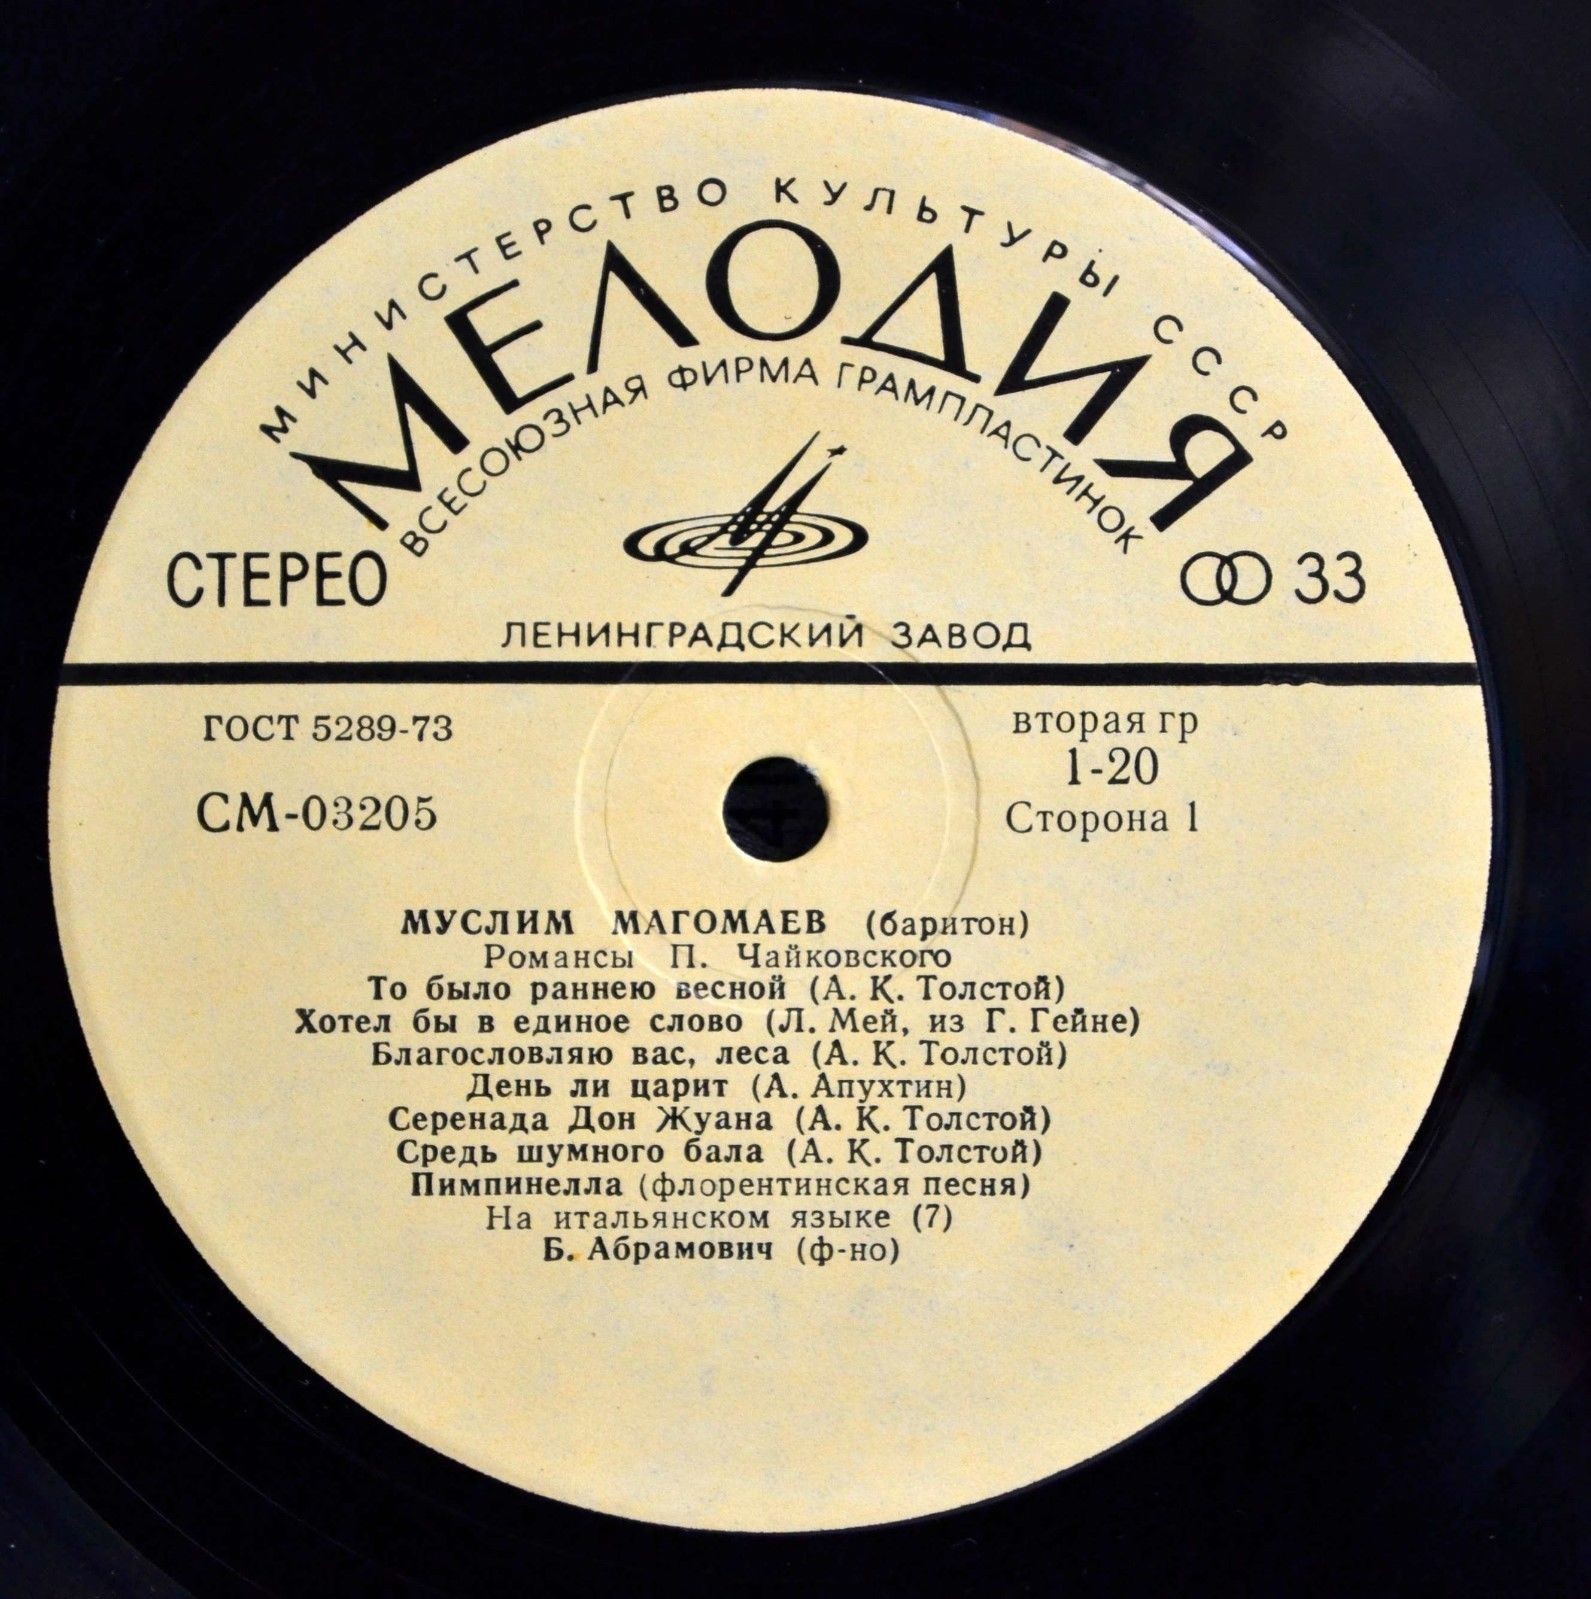 МИНИСТЕРСТВО КУЛЬТУРЫ СССР
МЕЛОДИЯ
ВСЕСОЮЗНАЯ ФИРМА ГРАМПЛАСТИНОК
СТЕРЕО
33
ЛЕНИНГРАДСКИЙ ЗАВОД
ГОСТ 5289-73
вторая гр
1-20
СМ-03205
Сторона 1
МУСЛИМ МАГОМАЕВ (баритон)
Романсы П. Чайковского
То было раннею весной (А. К. Толстой)
Хотел бы в единое слово (Л. Мей, из Г. Гейне)
Благословляю вас, леса (А. К. Толстой)
День ли царит (А. Апухтин)
Серенада Дон Жуана (А. К. Толстой)
Средь шумного бала (А. К. Толстой)
Пимпинелла (флорентинская песня)
На итальянском языке (7)
Б. Абрамович (ф-но)